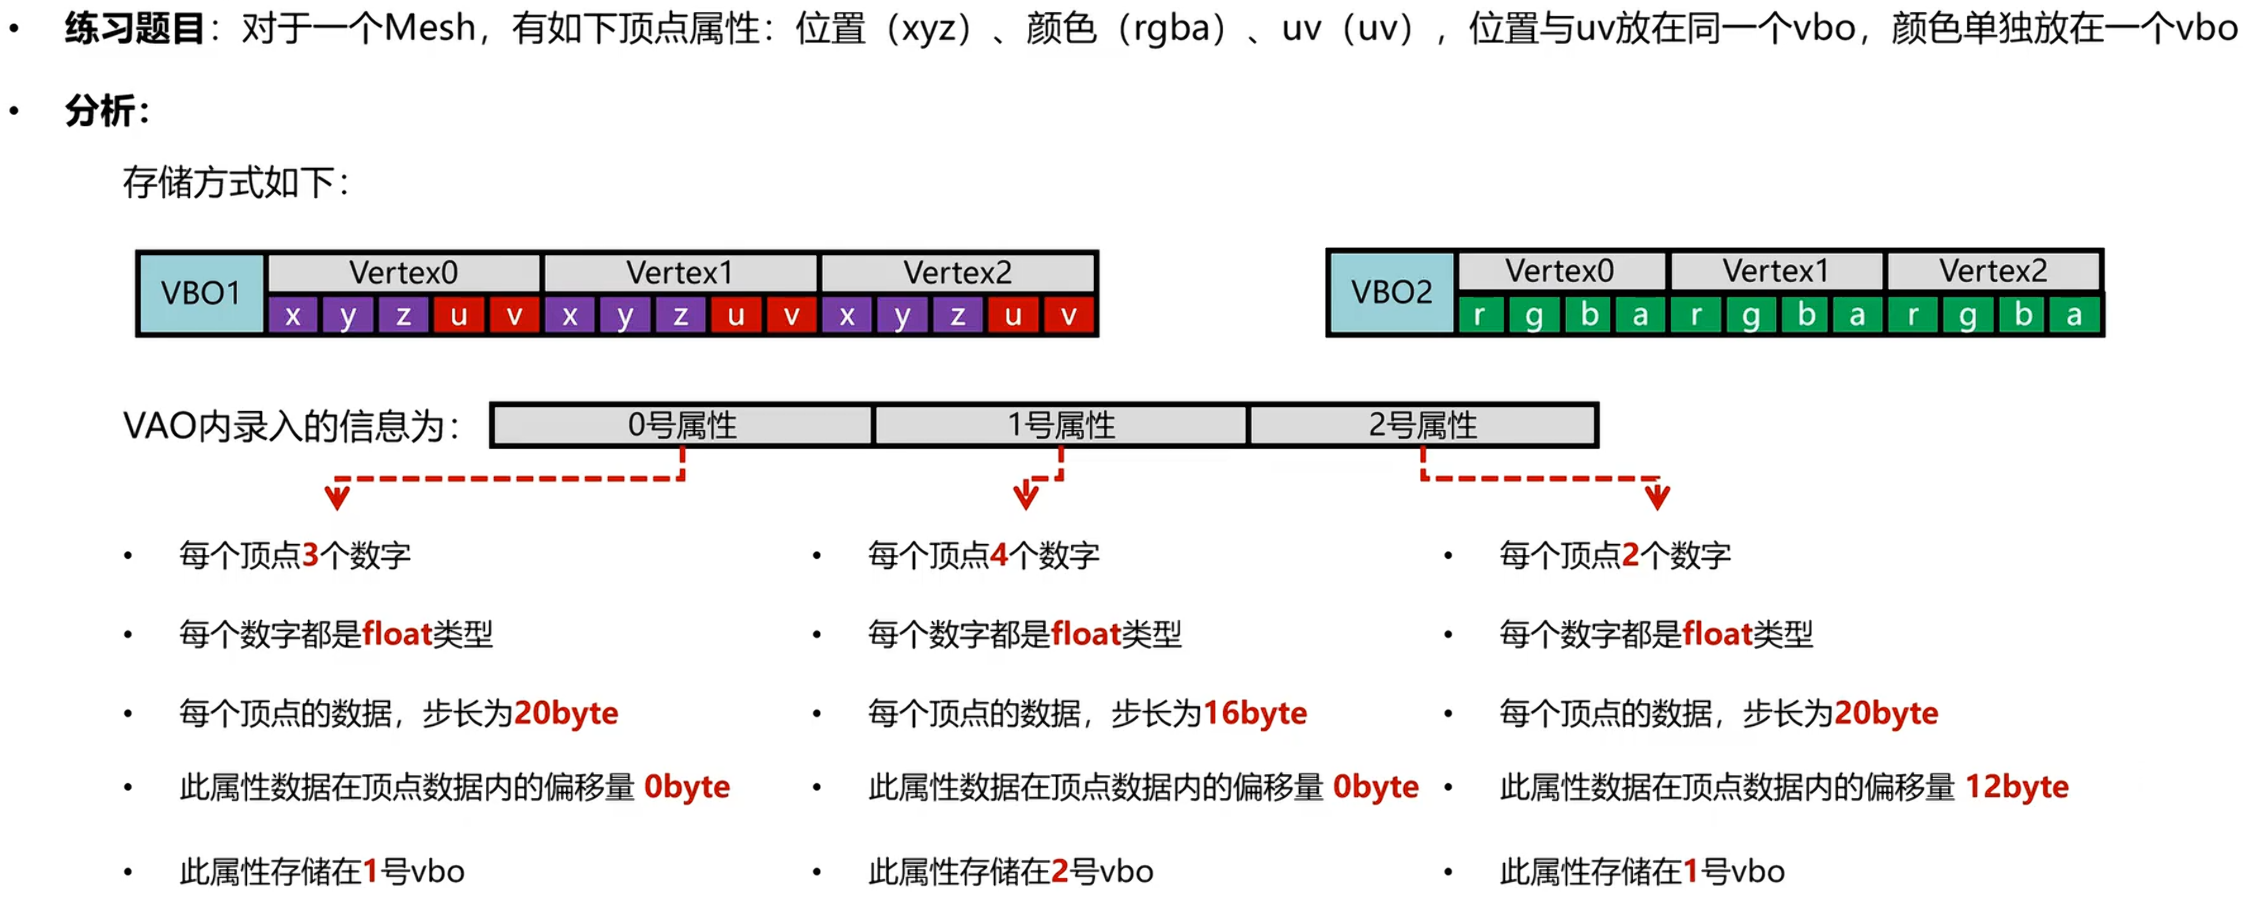 • 练习题目：对于一个Mesh，有如下顶点属性：位置（xyz）、颜色（rgba）、uv（uv），位置与uv放在同一个vbo，颜色单独放在一个vbo
• 分析：
存储方式如下：
VBO1 Vertex0 Vertex1 Vertex2
x y z u v x y z u v x y z u v
VBO2 Vertex0 Vertex1 Vertex2
r g b a r g b a r g b a
VAO内录入的信息为： 0号属性 1号属性 2号属性
• 每个顶点3个数字
• 每个数字都是float类型
• 每个顶点的数据，步长为20byte
• 此属性数据在顶点数据内的偏移量 0byte
• 此属性存储在1号vbo
• 每个顶点4个数字
• 每个数字都是float类型
• 每个顶点的数据，步长为16byte
• 此属性数据在顶点数据内的偏移量 0byte
• 此属性存储在2号vbo
• 每个顶点2个数字
• 每个数字都是float类型
• 每个顶点的数据，步长为20byte
• 此属性数据在顶点数据内的偏移量 12byte
• 此属性存储在1号vbo